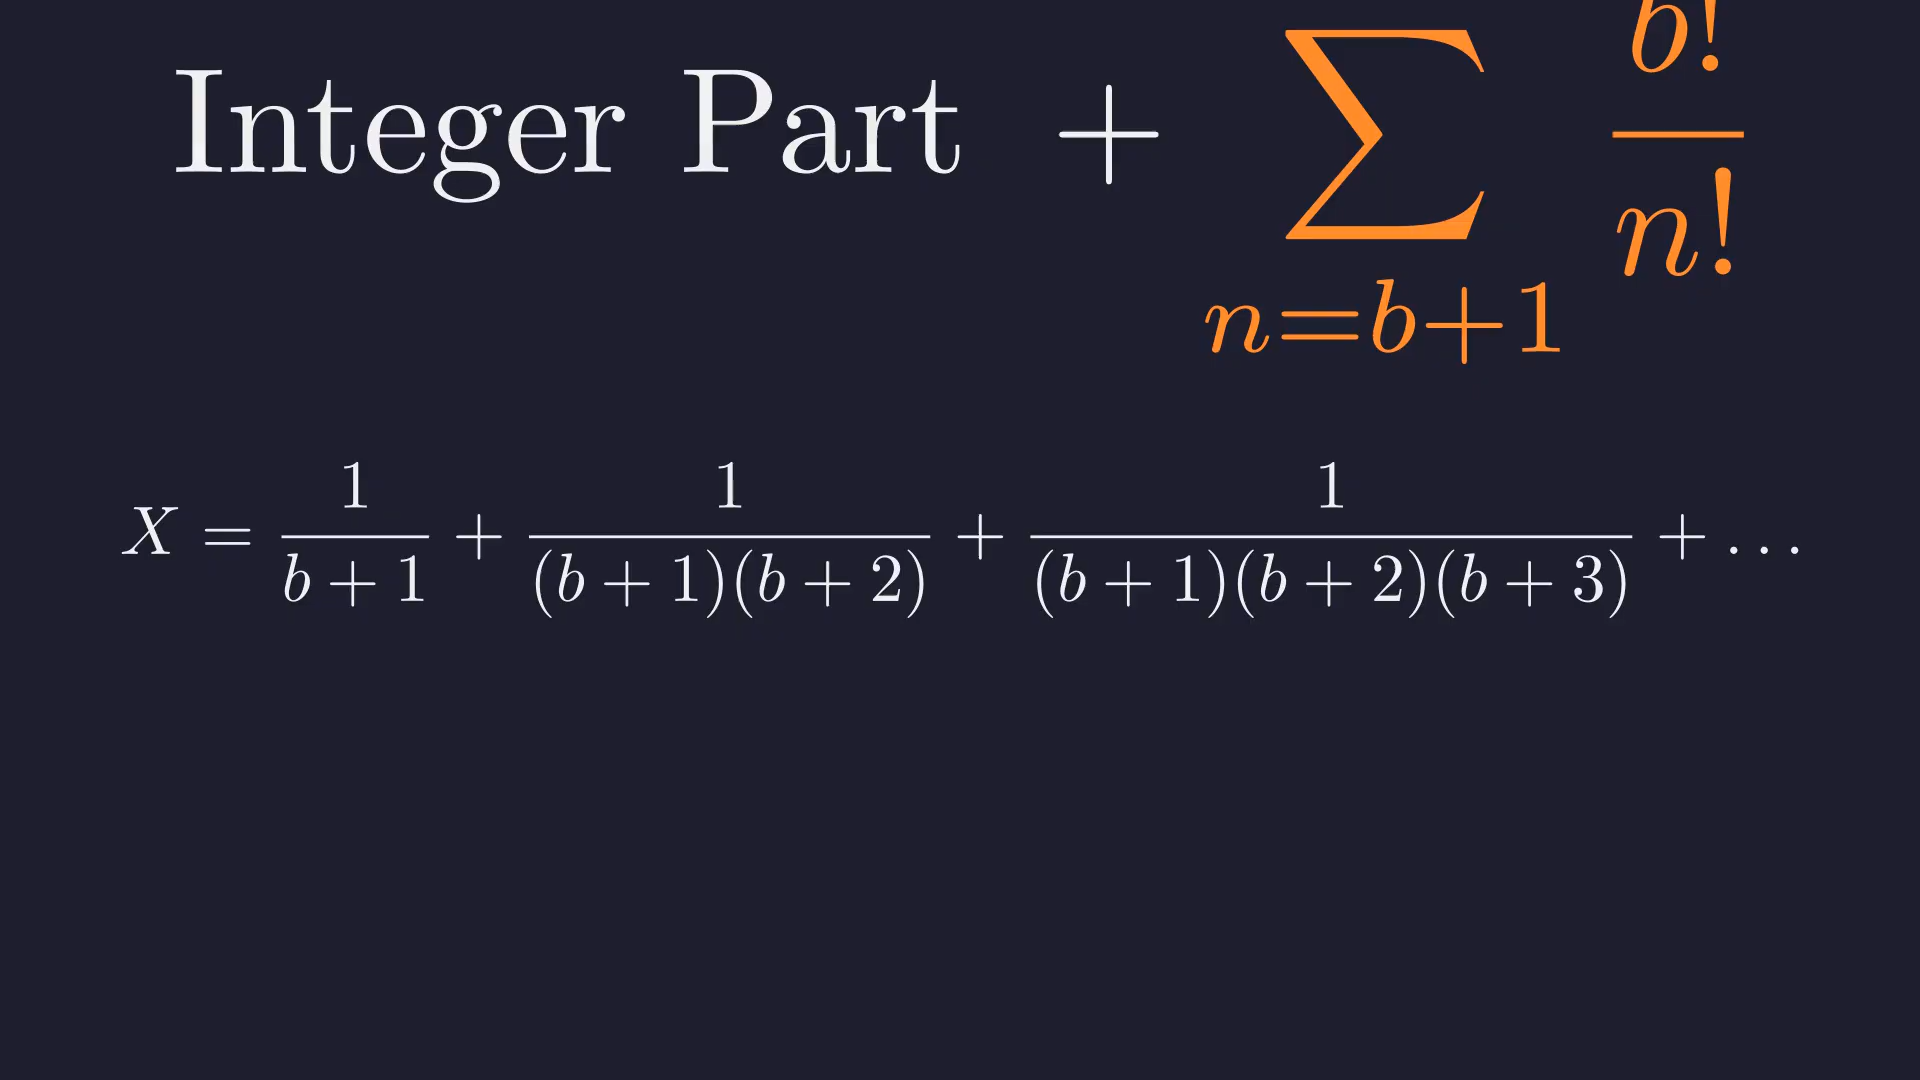 Integer Part + ∑_{n=b+1} b!/n!
X = 1/(b+1) + 1/((b+1)(b+2)) + 1/((b+1)(b+2)(b+3)) + ...